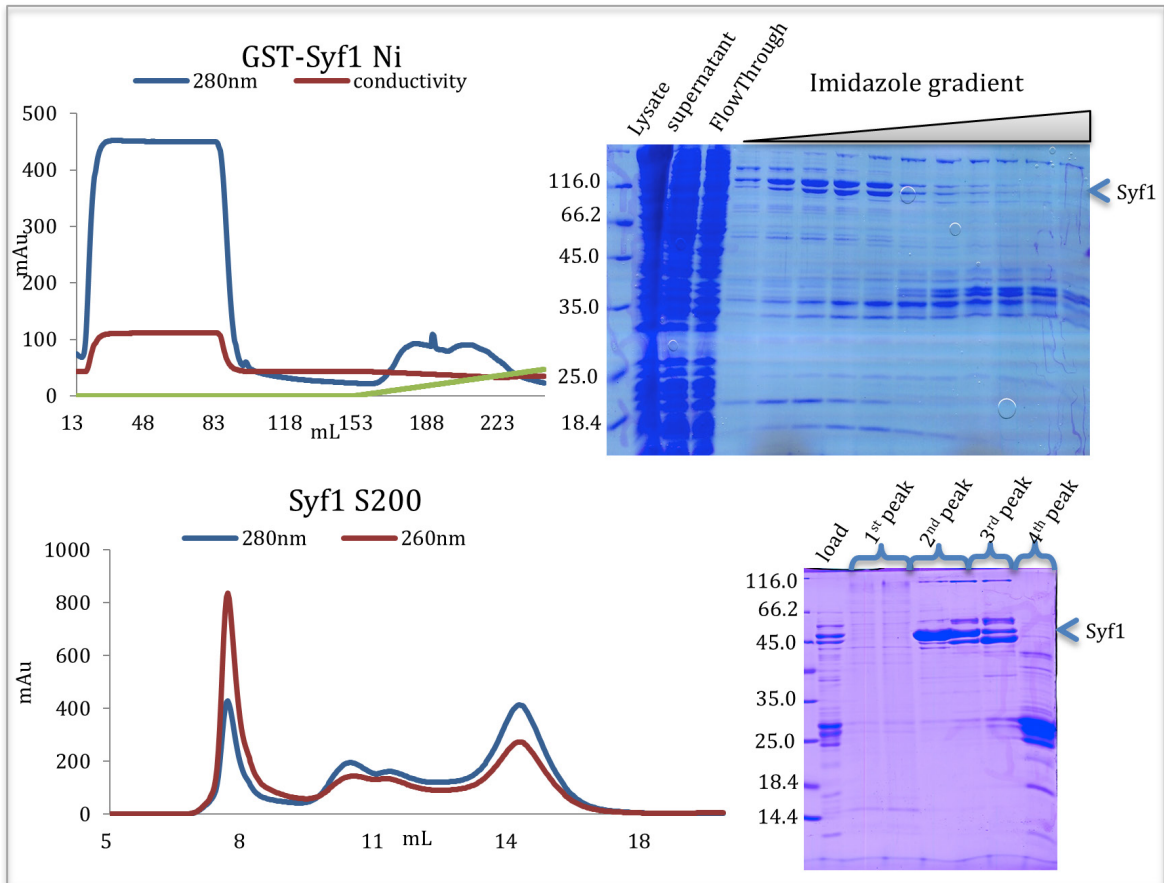 GST-Syf1 Ni
280nm
conductivity
500
400
300
200
100
0
mAu
13
48
83
118
153
188
223
mL
Lysate
supernatant
FlowThrough
Imidazole gradient
116.0
66.2
45.0
35.0
25.0
18.4
Syf1
Syf1 S200
280nm
260nm
1000
800
600
400
200
0
mAu
5
8
11
14
18
mL
load
1st peak
2nd peak
3rd peak
4th peak
116.0
66.2
45.0
35.0
25.0
18.4
14.4
Syf1